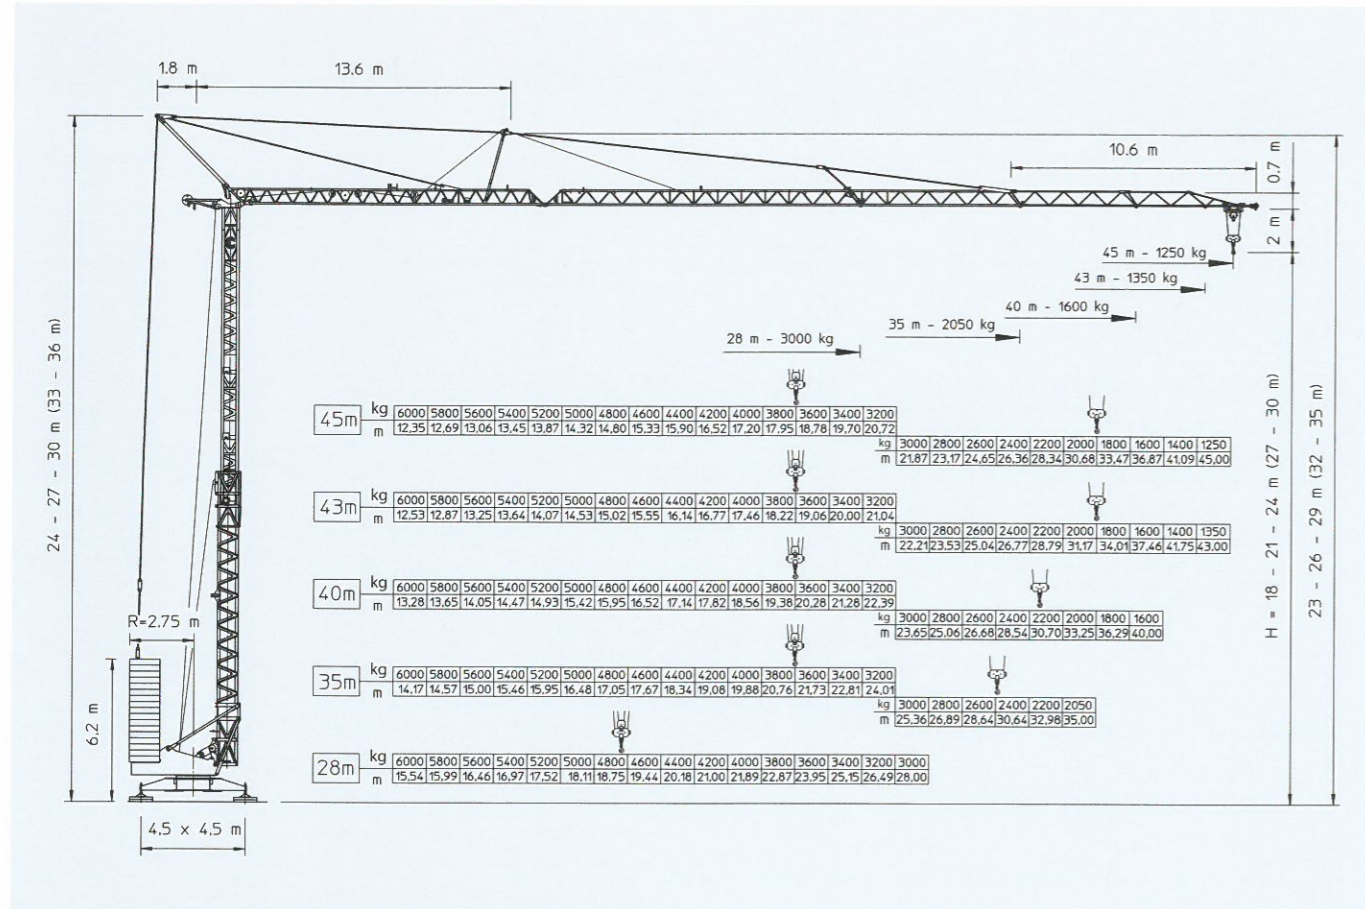 1.8 m
13.6 m
10.6 m
0.7 m
2 m
45 m - 1250 kg
43 m - 1350 kg
40 m - 1600 kg
35 m - 2050 kg
28 m - 3000 kg
24 - 27 - 30 m (33 - 36 m)
H = 18 - 21 - 24 m (27 - 30 m)
23 - 26 - 29 m (32 - 35 m)
45m
kg 6000 5800 5600 5400 5200 5000 4800 4600 4400 4200 4000 3800 3600 3400 3200
m 12,35 12,69 13,06 13,45 13,87 14,32 14,80 15,33 15,90 16,52 17,20 17,95 18,78 19,70 20,72
kg 3000 2800 2600 2400 2200 2000 1800 1600 1400 1250
m 21,87 23,17 24,65 26,36 28,34 30,68 33,47 36,87 41,09 45,00
43m
kg 6000 5800 5600 5400 5200 5000 4800 4600 4400 4200 4000 3800 3600 3400 3200
m 12,53 12,87 13,25 13,64 14,07 14,53 15,02 15,55 16,14 16,77 17,46 18,22 19,06 20,00 21,04
kg 3000 2800 2600 2400 2200 2000 1800 1600 1400 1350
m 22,21 23,53 25,04 26,77 28,79 31,17 34,01 37,46 41,75 43,00
40m
kg 6000 5800 5600 5400 5200 5000 4800 4600 4400 4200 4000 3800 3600 3400 3200
m 13,28 13,65 14,05 14,47 14,93 15,42 15,95 16,52 17,14 17,82 18,56 19,38 20,28 21,28 22,39
kg 3000 2800 2600 2400 2200 2000 1800 1600
m 23,65 25,06 26,68 28,54 30,70 33,25 36,29 40,00
35m
kg 6000 5800 5600 5400 5200 5000 4800 4600 4400 4200 4000 3800 3600 3400 3200
m 14,17 14,57 15,00 15,46 15,95 16,48 17,05 17,67 18,34 19,08 19,88 20,76 21,73 22,81 24,01
kg 3000 2800 2600 2400 2200 2050
m 25,36 26,89 28,64 30,64 32,98 35,00
28m
kg 6000 5800 5600 5400 5200 5000 4800 4600 4400 4200 4000 3800 3600 3400 3200 3000
m 15,54 15,99 16,46 16,97 17,52 18,11 18,75 19,44 20,18 21,00 21,89 22,87 23,95 25,15 26,49 28,00
R=2.75 m
6.2 m
4.5 x 4.5 m